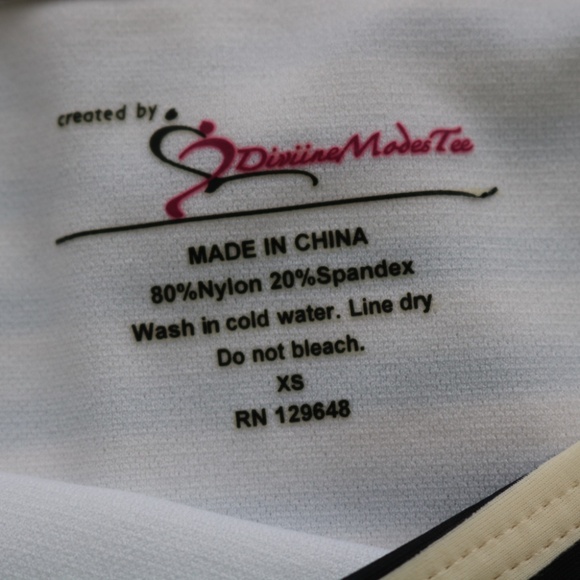 created by
DiviineModesTee
MADE IN CHINA
80%Nylon 20%Spandex
Wash in cold water. Line dry
Do not bleach.
XS
RN 129648